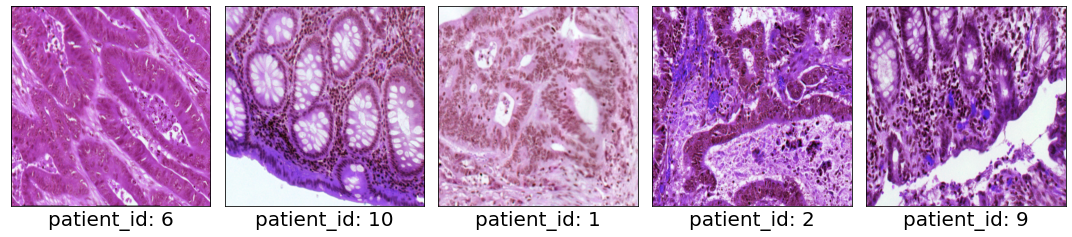 patient_id: 6
patient_id: 10
patient_id: 1
patient_id: 2
patient_id: 9